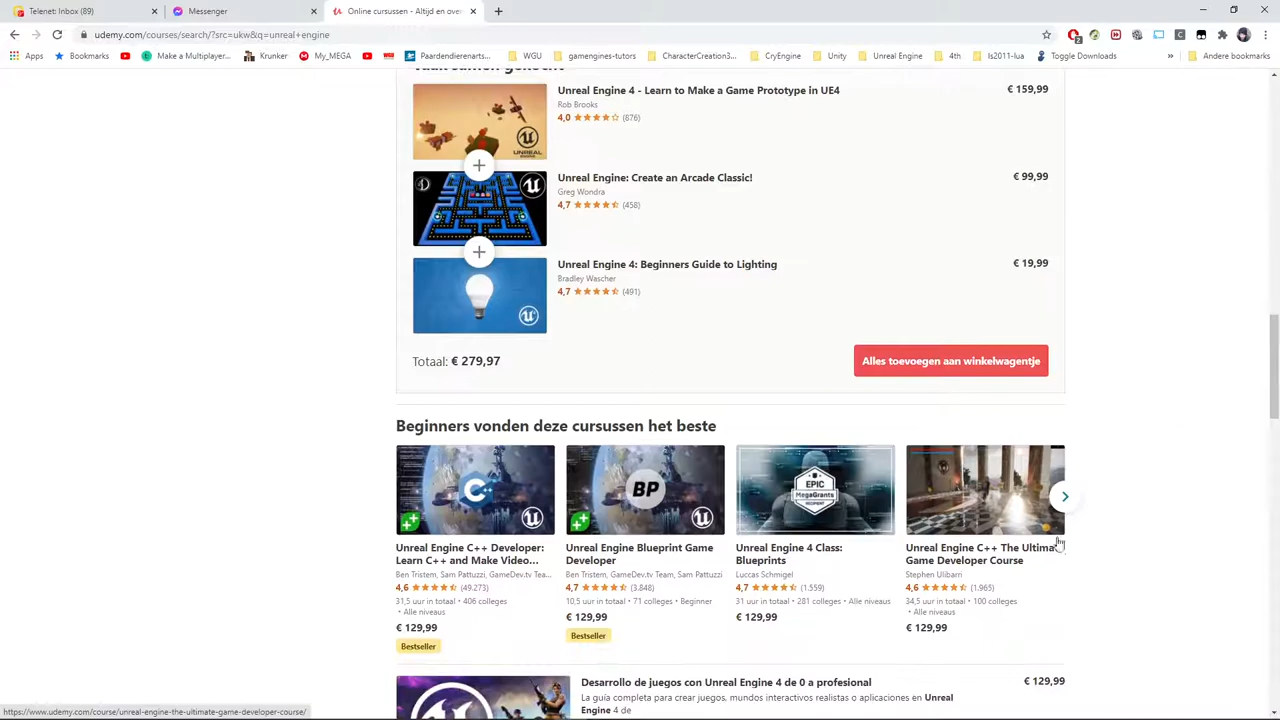 Telenet: Inbox (89)
Messenger
Online cursussen - Altijd en over
udemy.com/courses/search/?src=ukw&q=unreal+engine
Apps
Bookmarks
Make a Multiplayer...
Krunker
My_MEGA
Paardendierenarts...
WGU
gamengines-tutors
CharacterCreation3...
CryEngine
Unity
Unreal Engine
4th
ls2011-lua
Toggle Downloads
»
Andere bookmarks
Unreal Engine 4 - Learn to Make a Game Prototype in UE4
€ 159,99
Rob Brooks
4,0 (876)
Unreal Engine: Create an Arcade Classic!
€ 99,99
Greg Wondra
4,7 (458)
Unreal Engine 4: Beginners Guide to Lighting
€ 19,99
Bradley Wascher
4,7 (491)
Totaal: € 279,97
Alles toevoegen aan winkelwagentje
Beginners vonden deze cursussen het beste
C++
BP
EPIC
MegaGrants
RECIPIENT
Unreal Engine C++ Developer:
Learn C++ and Make Video...
Ben Tristem, Sam Pattuzzi, GameDev.tv Tea...
4,6 (49.273)
31,5 uur in totaal • 406 colleges
• Alle niveaus
€ 129,99
Bestseller
Unreal Engine Blueprint Game
Developer
Ben Tristem, GameDev.tv Team, Sam Pattuzzi
4,7 (3.848)
10,5 uur in totaal • 71 colleges • Beginner
€ 129,99
Bestseller
Unreal Engine 4 Class:
Blueprints
Luccas Schmigel
4,7 (1.559)
31 uur in totaal • 281 colleges • Alle niveaus
€ 129,99
Unreal Engine C++ The Ultima
Game Developer Course
Stephen Ulibarri
4,6 (1.965)
34,5 uur in totaal • 100 colleges
• Alle niveaus
€ 129,99
Desarrollo de juegos con Unreal Engine 4 de 0 a profesional
€ 129,99
La guía completa para crear juegos, mundos interactivos realistas o aplicaciones en Unreal
Engine 4 de
https://www.udemy.com/course/unreal-engine-the-ultimate-game-developer-course/